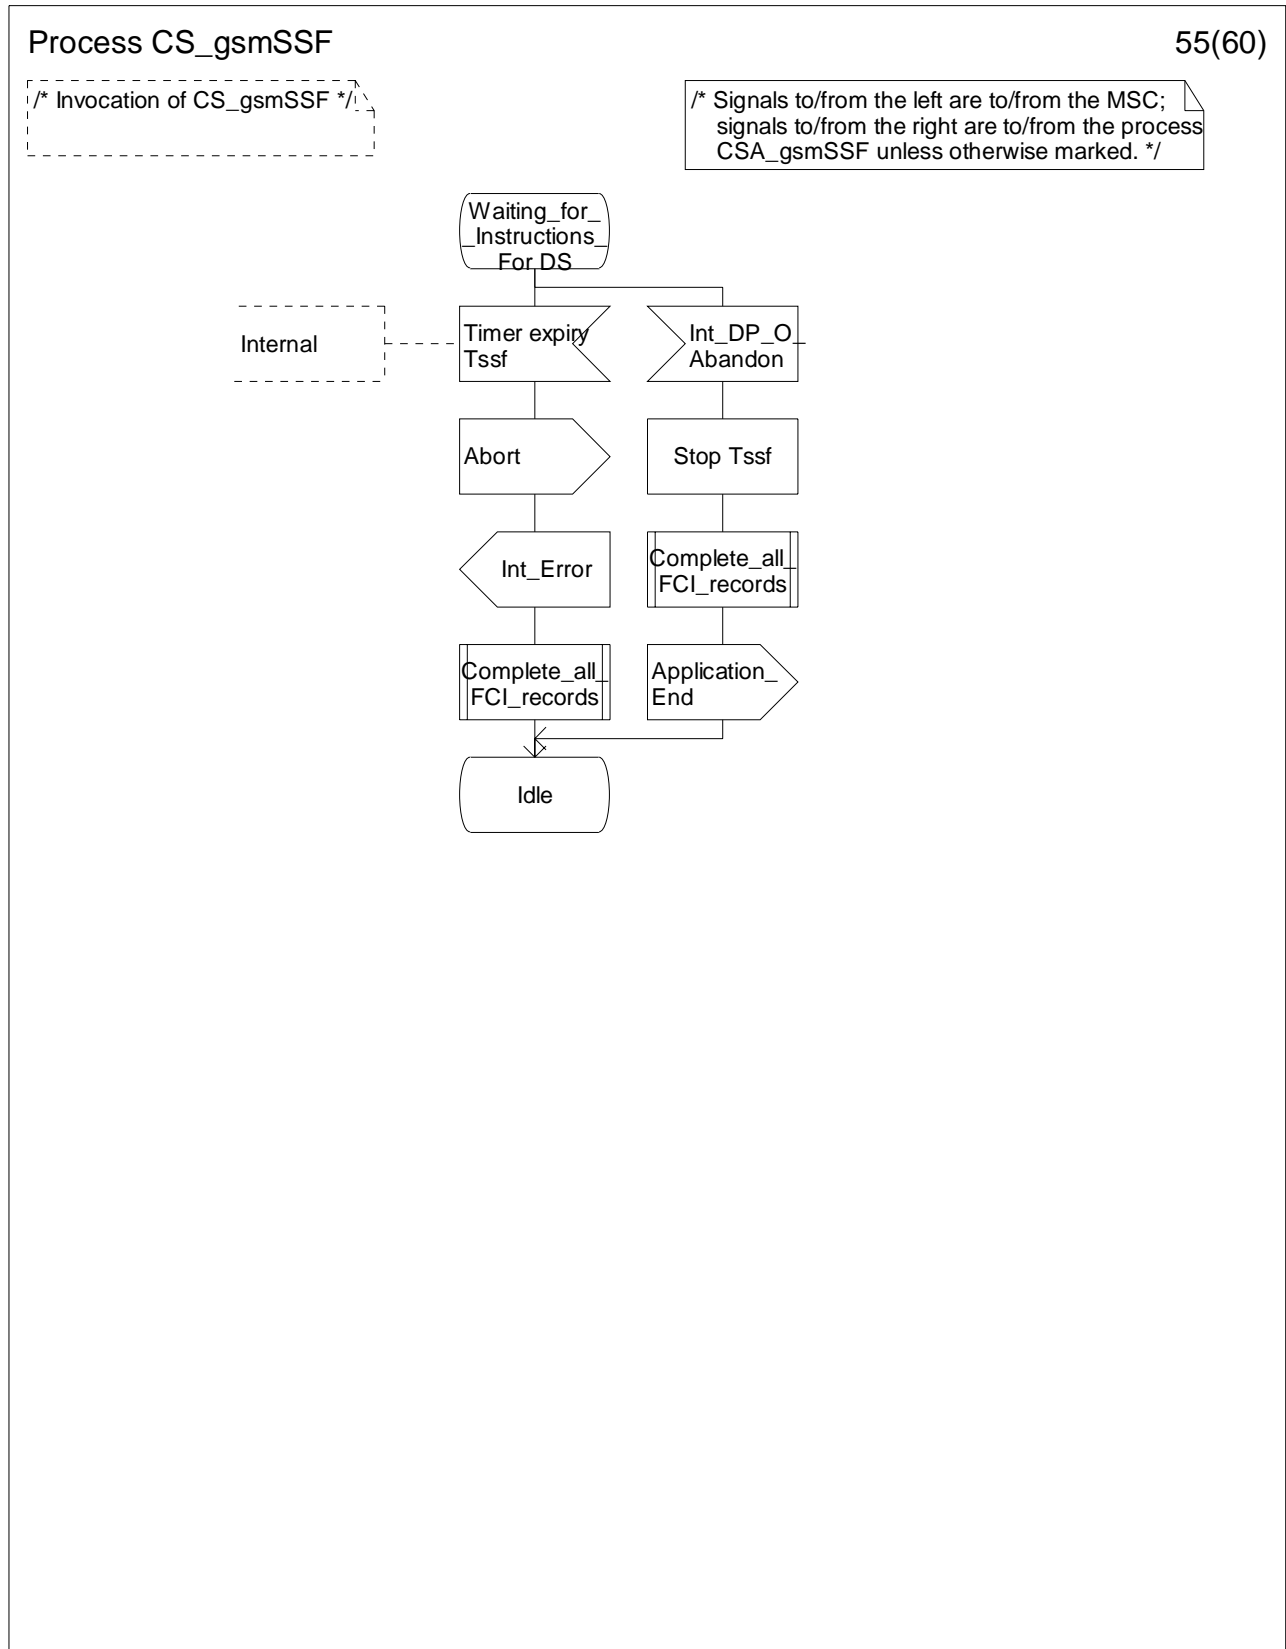 Process CS_gsmSSF
55(60)
/* Invocation of CS_gsmSSF */
/* Signals to/from the left are to/from the MSC;
signals to/from the right are to/from the process
CSA_gsmSSF unless otherwise marked. */
Waiting_for_
_Instructions_
For DS
Internal
Timer expiry
Tssf
Int_DP_O_
Abandon
Abort
Stop Tssf
Int_Error
Complete_all_
FCI_records
Complete_all_
FCI_records
Application_
End
Idle